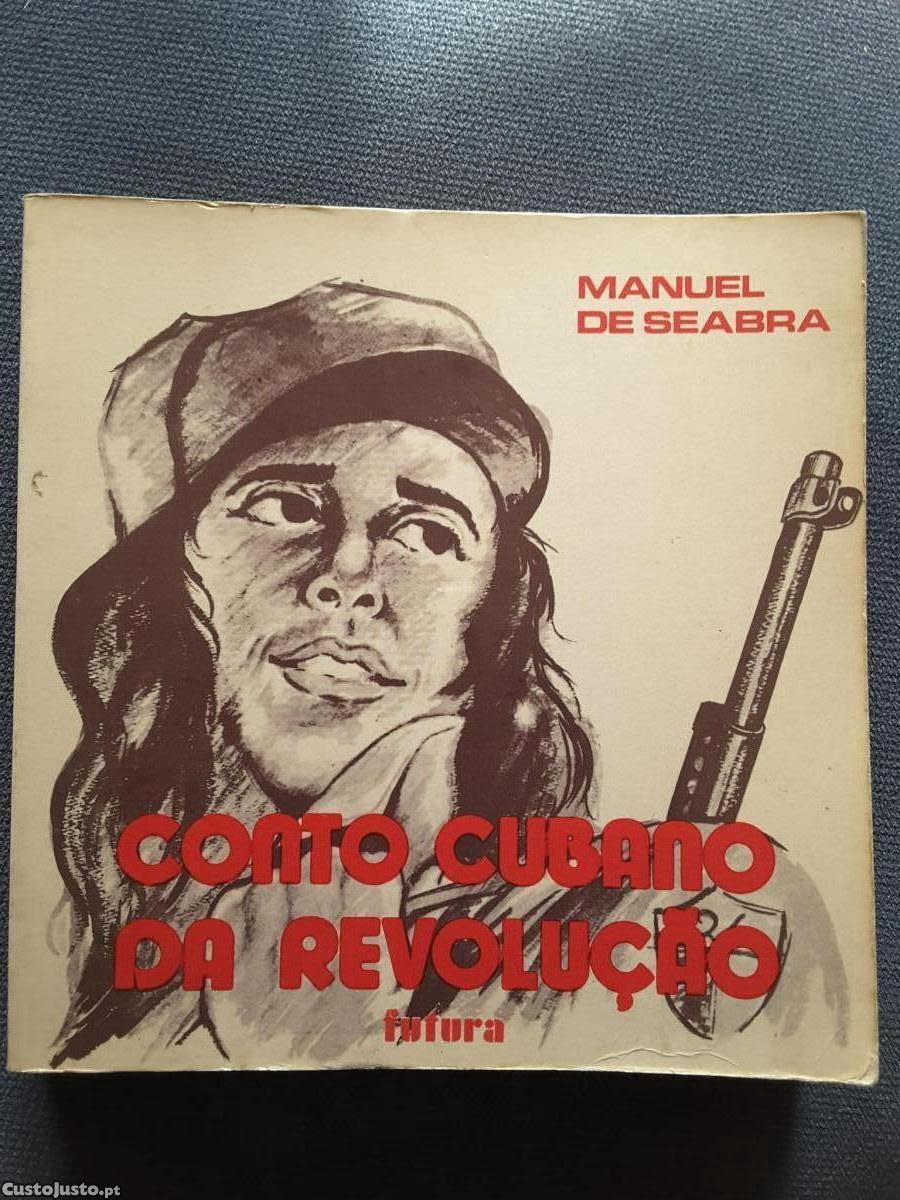 MANUEL
DE SEABRA
CONTO CUBANO
DA REVOLUÇÃO
futura
CustoJusto.pt